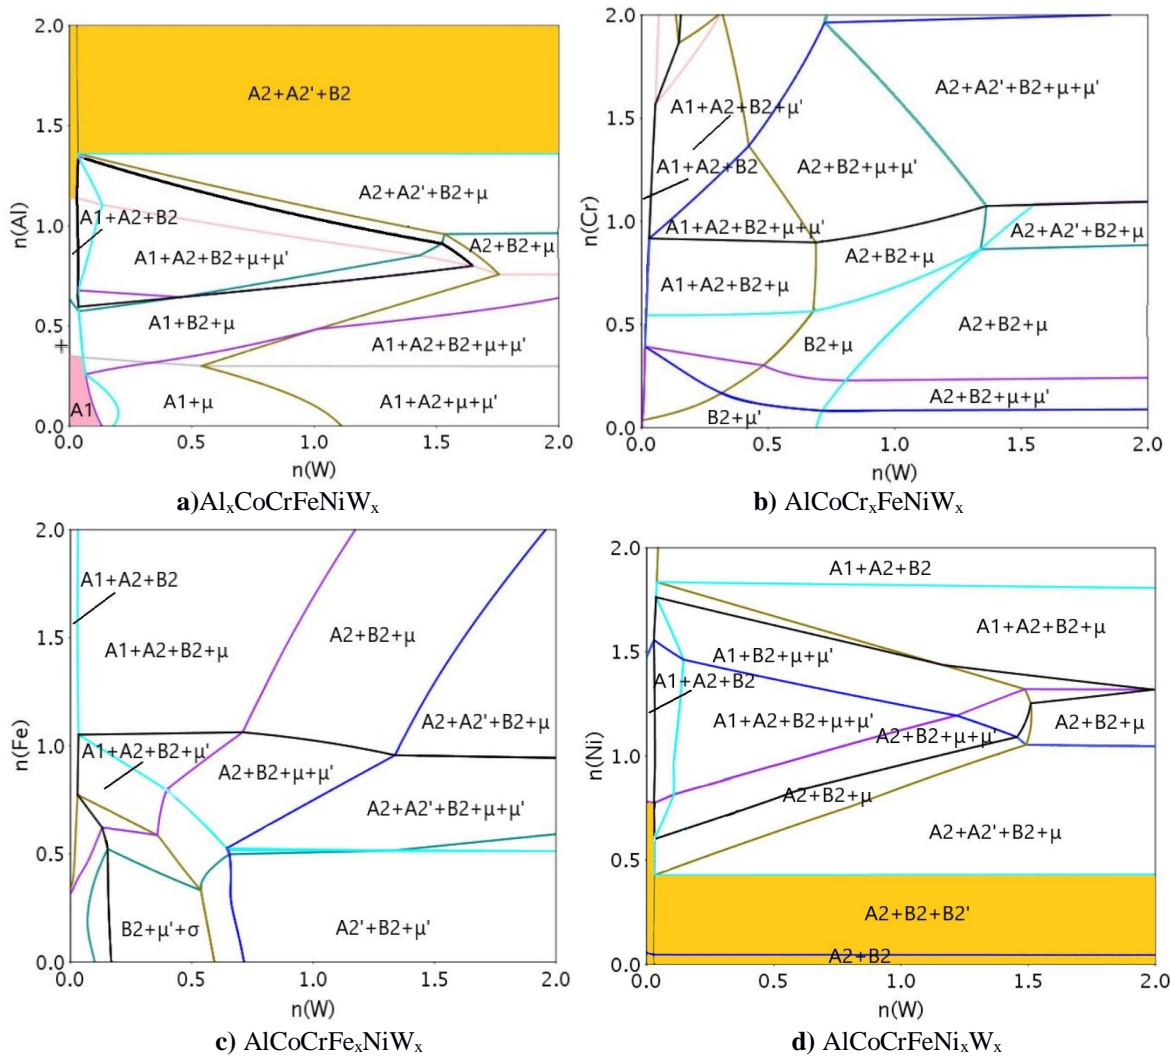 2.0
A2+A2'+B2
1.5
A2+A2'+B2+μ
n(Al)
1.0
A1+A2+B2
A2+B2+μ
A1+A2+B2+μ+μ'
0.5
A1+B2+μ
A1+A2+B2+μ+μ'
A1
A1+μ
A1+A2+μ+μ'
0.0
0.0 0.5 1.0 1.5 2.0
n(W)
a)AlₓCoCrFeNiWₓ
2.0
A2+A2'+B2+μ+μ'
A1+A2+B2+μ'
1.5
A1+A2+B2
A2+B2+μ+μ'
n(Cr)
1.0
A1+A2+B2+μ+μ'
A2+A2'+B2+μ
A2+B2+μ
A1+A2+B2+μ
0.5
A2+B2+μ
B2+μ
A2+B2+μ+μ'
B2+μ'
0.0
0.0 0.5 1.0 1.5 2.0
n(W)
b) AlCoCrₓFeNiWₓ
2.0
A1+A2+B2
1.5
A1+A2+B2+μ
A2+B2+μ
A2+A2'+B2+μ
n(Fe)
1.0
A1+A2+B2+μ'
A2+B2+μ+μ'
A2+A2'+B2+μ+μ'
0.5
B2+μ'+σ
A2'+B2+μ'
0.0
0.0 0.5 1.0 1.5 2.0
n(W)
c) AlCoCrFeₓNiWₓ
2.0
A1+A2+B2
A1+A2+B2+μ
1.5
A1+B2+μ+μ'
A1+A2+B2
A1+A2+B2+μ+μ'
A2+B2+μ
A2+B2+μ+μ'
n(Ni)
1.0
A2+B2+μ
A2+A2'+B2+μ
0.5
A2+B2+B2'
A2+B2
0.0
0.0 0.5 1.0 1.5 2.0
n(W)
d) AlCoCrFeNiₓWₓ